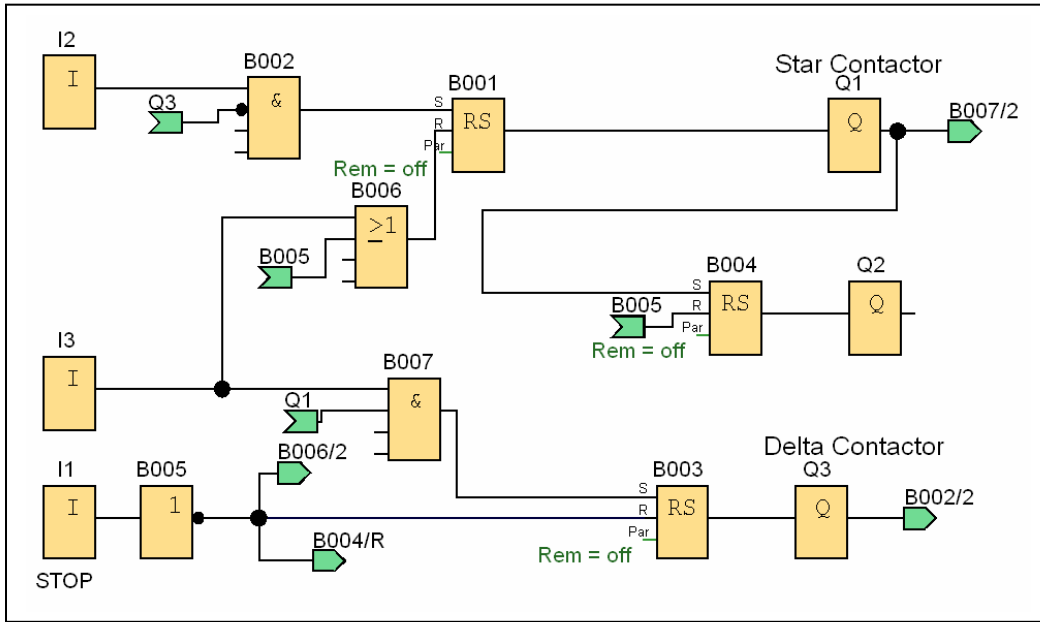 I2
I
B002
&
Q3
B001
S
R
Par
RS
Rem = off
Star Contactor
Q1
Q
B007/2
B006
>1
B005
B004
S
R
Par
RS
B005
Rem = off
Q2
Q
I3
I
B007
&
Q1
B006/2
I1
I
STOP
B005
1
B004/R
B003
S
R
Par
RS
Rem = off
Delta Contactor
Q3
Q
B002/2